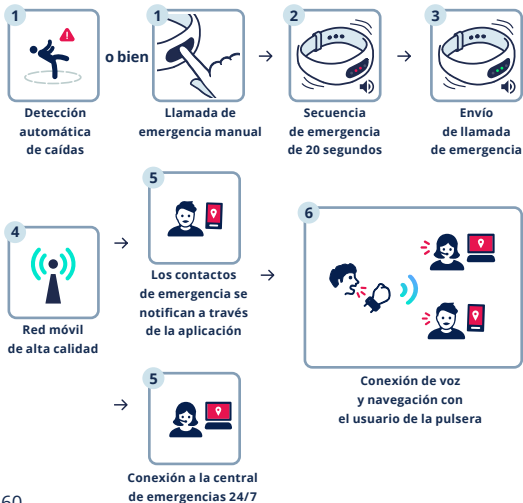 1
Detección
automática
de caídas
o bien
1
Llamada de
emergencia manual
2
Secuencia
de emergencia
de 20 segundos
3
Envío
de llamada
de emergencia
4
Red móvil
de alta calidad
5
Los contactos
de emergencia se
notifican a través
de la aplicación
5
Conexión a la central
de emergencias 24/7
6
Conexión de voz
y navegación con
el usuario de la pulsera
60